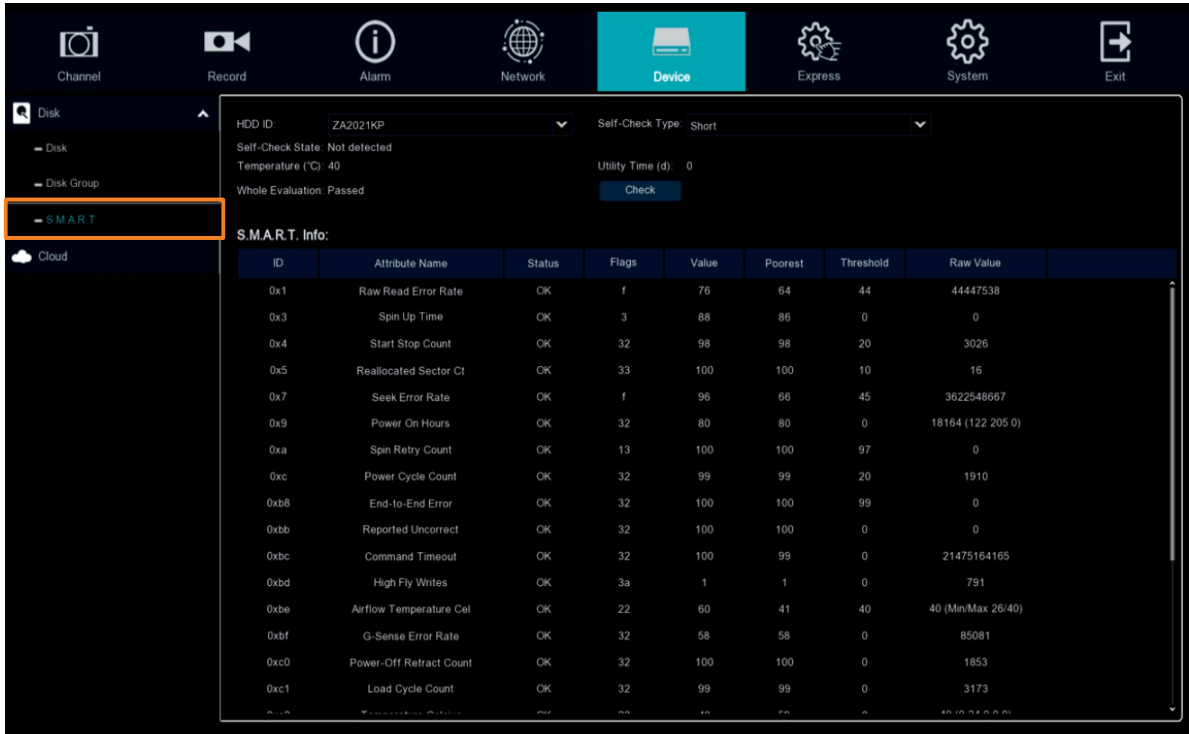 Channel Record Alarm Network Device Express System Exit
Disk
Disk
Disk Group
S M A R T
Cloud
HDD ID: ZA2021KP Self-Check Type: Short
Self-Check State: Not detected
Temperature (°C): 40 Utility Time (d): 0
Whole Evaluation: Passed Check
S.M.A.R.T. Info:
ID Attribute Name Status Flags Value Poorest Threshold Raw Value
0x1 Raw Read Error Rate OK f 76 64 44 44447538
0x3 Spin Up Time OK 3 88 86 0 0
0x4 Start Stop Count OK 32 98 98 20 3026
0x5 Reallocated Sector Ct OK 33 100 100 10 16
0x7 Seek Error Rate OK f 96 66 45 3622548667
0x9 Power On Hours OK 32 80 80 0 18164 (122 205 0)
0xa Spin Retry Count OK 13 100 100 97 0
0xc Power Cycle Count OK 32 99 99 20 1910
0xb8 End-to-End Error OK 32 100 100 99 0
0xbb Reported Uncorrect OK 32 100 100 0 0
0xbc Command Timeout OK 32 100 99 0 21475164165
0xbd High Fly Writes OK 3a 1 1 0 791
0xbe Airflow Temperature Cel OK 22 60 41 40 40 (Min/Max 26/40)
0xbf G-Sense Error Rate OK 32 58 58 0 85081
0xc0 Power-Off Retract Count OK 32 100 100 0 1853
0xc1 Load Cycle Count OK 32 99 99 0 3173